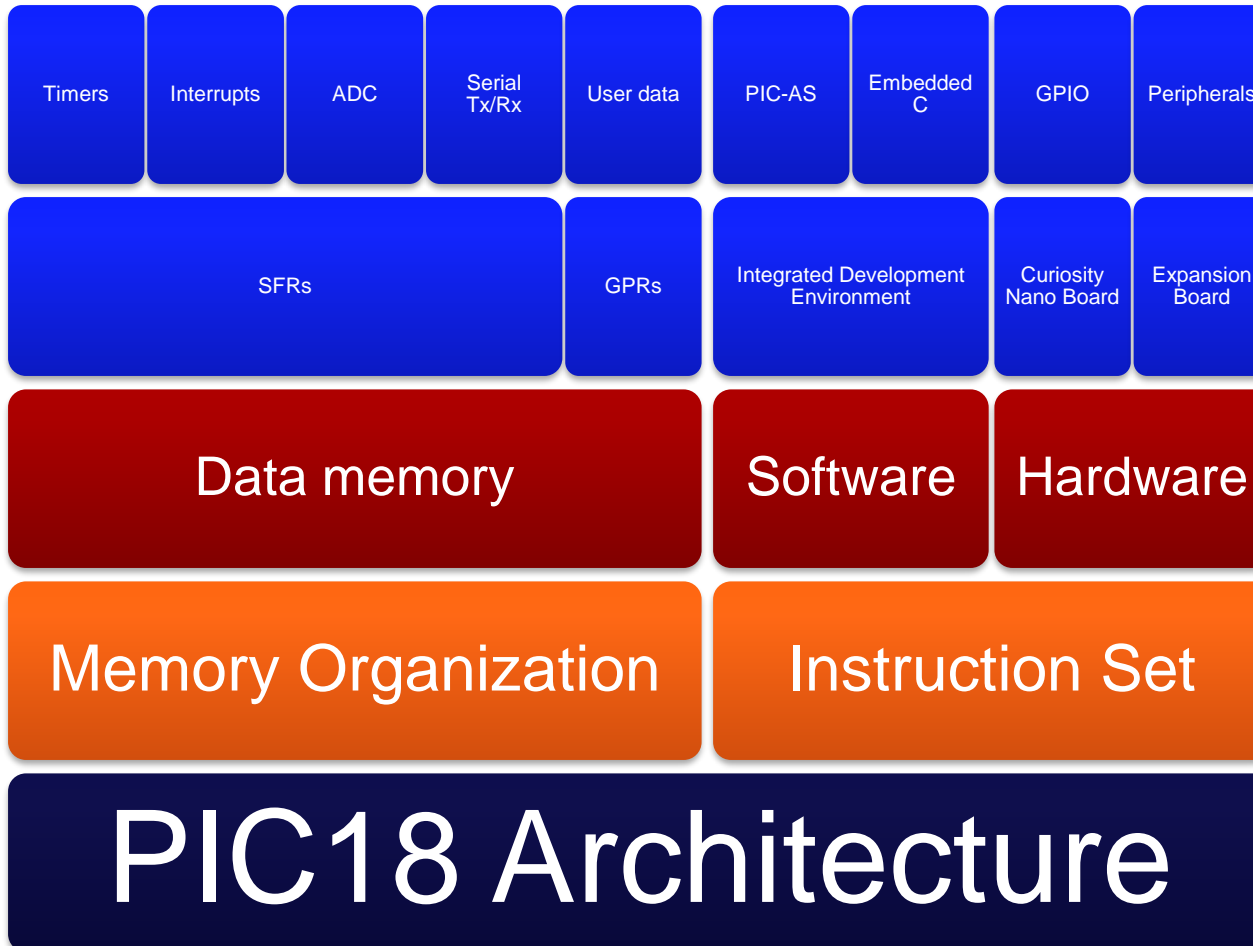 Timers
Interrupts
ADC
Serial
Tx/Rx
User data
PIC-AS
Embedded
C
GPIO
Peripherals
SFRs
GPRs
Integrated Development
Environment
Curiosity
Nano Board
Expansion
Board
Data memory
Software
Hardware
Memory Organization
Instruction Set
PIC18 Architecture